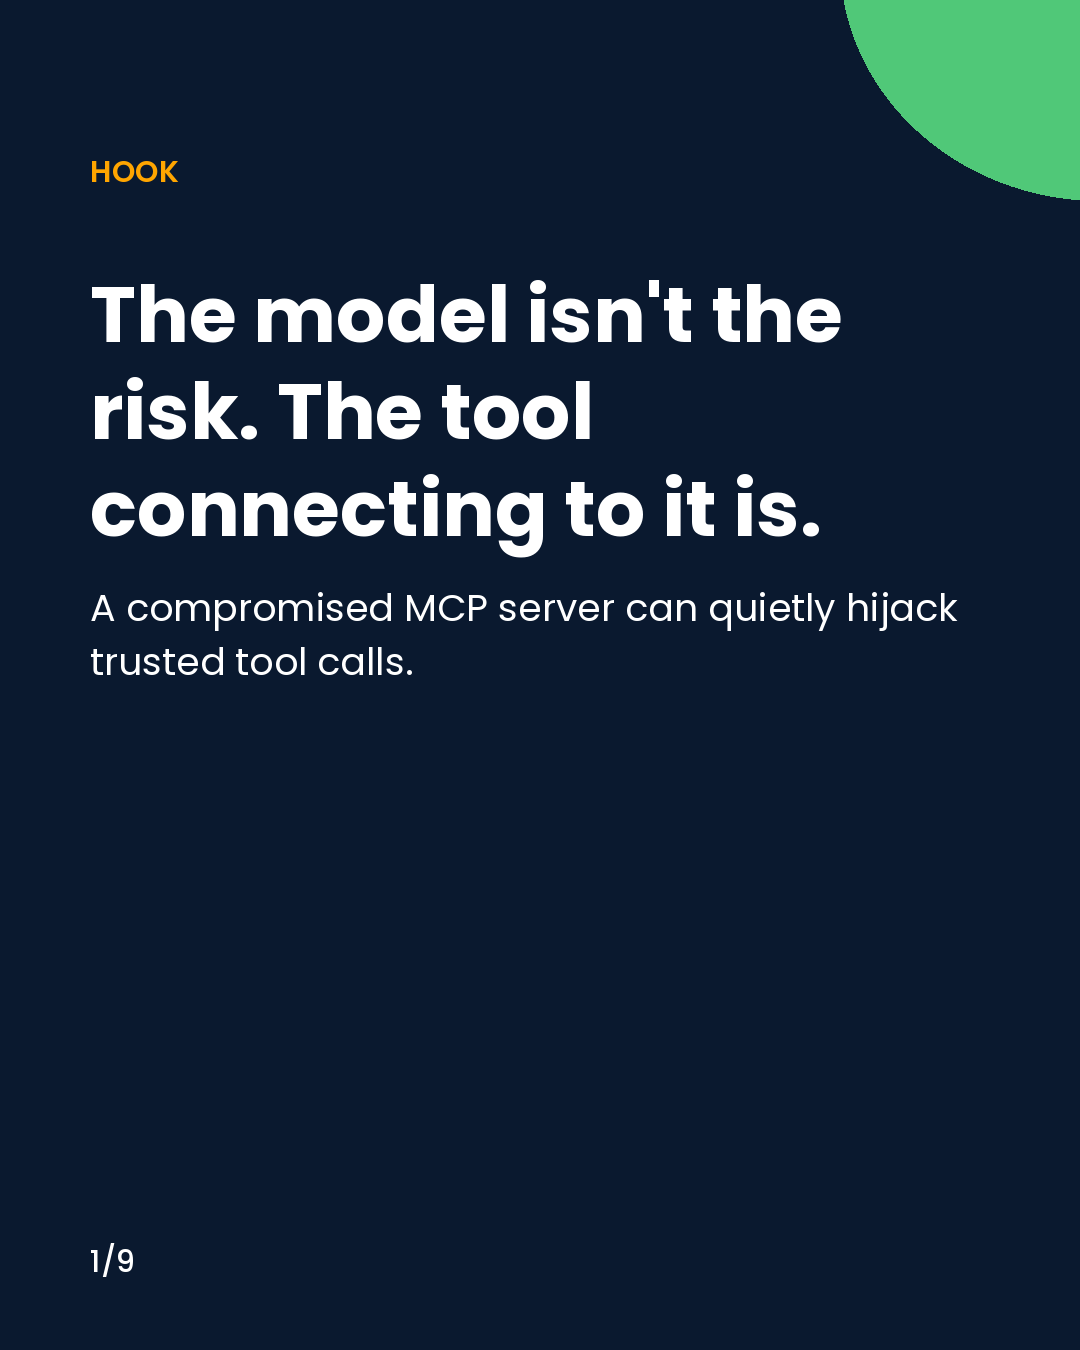 HOOK
The model isn't the
risk. The tool
connecting to it is.
A compromised MCP server can quietly hijack
trusted tool calls.
1/9